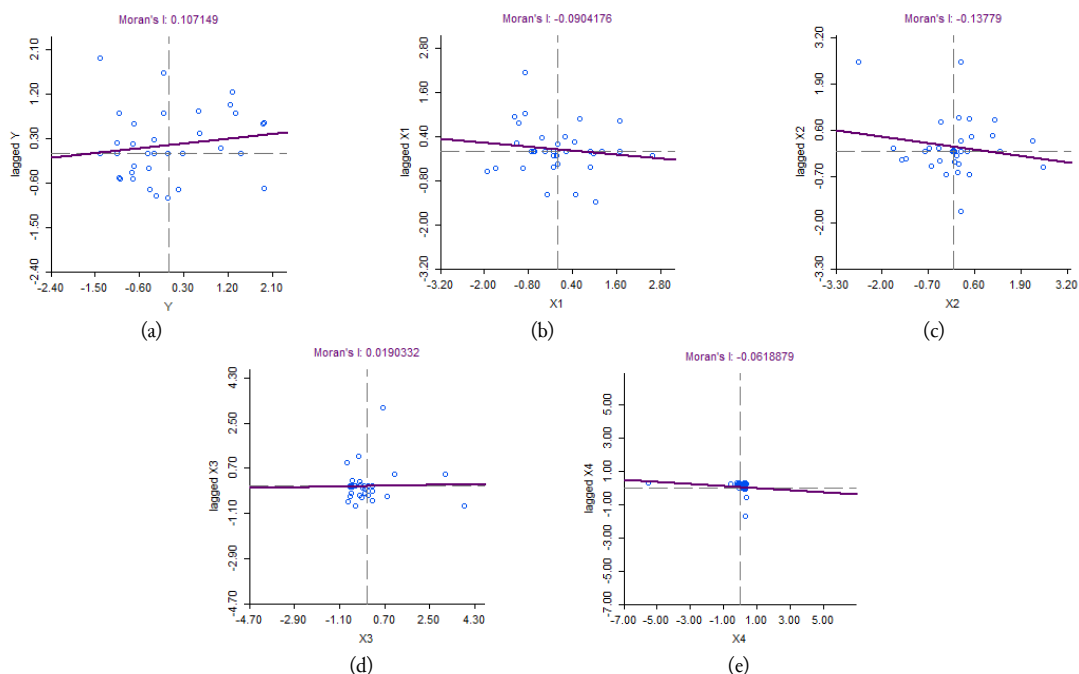 Moran's I: 0.107149
lagged Y
2.10
1.20
0.30
-0.60
-1.50
-2.40
-2.40 -1.50 -0.60 0.30 1.20 2.10
Y
(a)
Moran's I: -0.0904176
lagged X1
2.80
1.60
0.40
-0.80
-2.00
-3.20
-3.20 -2.00 -0.80 0.40 1.60 2.80
X1
(b)
Moran's I: -0.13779
lagged X2
3.20
1.90
0.60
-0.70
-2.00
-3.30
-3.30 -2.00 -0.70 0.60 1.90 3.20
X2
(c)
Moran's I: 0.0190332
lagged X3
4.30
2.50
0.70
-1.10
-2.90
-4.70
-4.70 -2.90 -1.10 0.70 2.50 4.30
X3
(d)
Moran's I: -0.0618879
lagged X4
5.00
3.00
1.00
-1.00
-3.00
-5.00
-7.00
-7.00 -5.00 -3.00 -1.00 1.00 3.00 5.00
X4
(e)